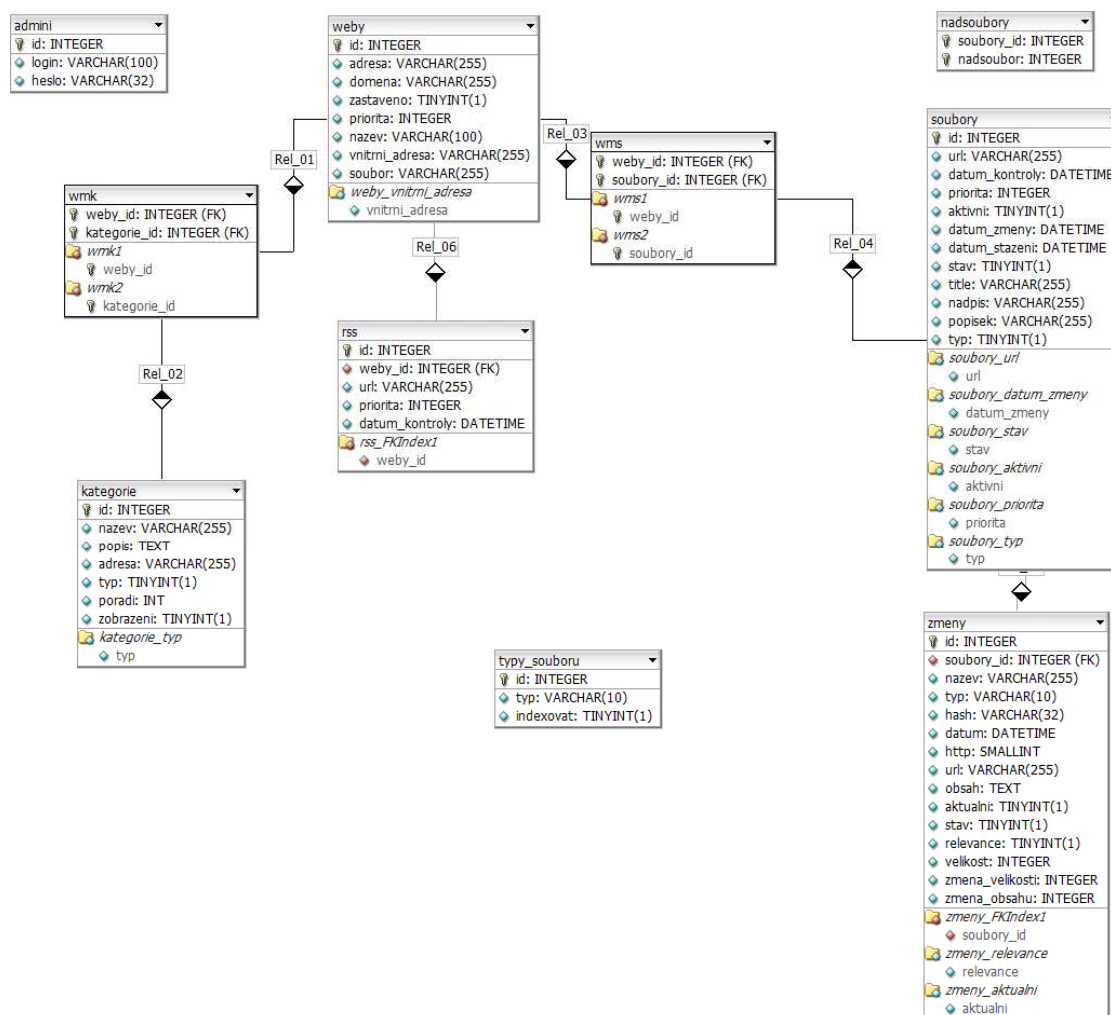 admini
id: INTEGER
login: VARCHAR(100)
heslo: VARCHAR(32)
weby
id: INTEGER
adresa: VARCHAR(255)
domena: VARCHAR(255)
zastaveno: TINYINT(1)
priorita: INTEGER
nazev: VARCHAR(100)
vnitrni_adresa: VARCHAR(255)
soubor: VARCHAR(255)
weby_vnitrni_adresa
vnitrni_adresa
nadsoubory
soubory_id: INTEGER
nadsoubor: INTEGER
Rel_01
Rel_03
wms
weby_id: INTEGER (FK)
soubory_id: INTEGER (FK)
wms1
weby_id
wms2
soubory_id
soubory
id: INTEGER
url: VARCHAR(255)
datum_kontroly: DATETIME
priorita: INTEGER
aktivni: TINYINT(1)
datum_zmeny: DATETIME
datum_stazeni: DATETIME
stav: TINYINT(1)
title: VARCHAR(255)
nadpis: VARCHAR(255)
popisek: VARCHAR(255)
typ: TINYINT(1)
soubory_url
url
soubory_datum_zmeny
datum_zmeny
soubory_stav
stav
soubory_aktivni
aktivni
soubory_priorita
priorita
soubory_typ
typ
wmk
weby_id: INTEGER (FK)
kategorie_id: INTEGER (FK)
wmk1
weby_id
wmk2
kategorie_id
Rel_06
Rel_04
rss
id: INTEGER
weby_id: INTEGER (FK)
url: VARCHAR(255)
priorita: INTEGER
datum_kontroly: DATETIME
rss_FKIndex1
weby_id
Rel_02
kategorie
id: INTEGER
nazev: VARCHAR(255)
popis: TEXT
adresa: VARCHAR(255)
typ: TINYINT(1)
poradi: INT
zobrazeni: TINYINT(1)
kategorie_typ
typ
typy_souboru
id: INTEGER
typ: VARCHAR(10)
indexovat: TINYINT(1)
zmeny
id: INTEGER
soubory_id: INTEGER (FK)
nazev: VARCHAR(255)
typ: VARCHAR(10)
hash: VARCHAR(32)
datum: DATETIME
http: SMALLINT
url: VARCHAR(255)
obsah: TEXT
aktualni: TINYINT(1)
stav: TINYINT(1)
relevance: TINYINT(1)
velikost: INTEGER
zmena_velikosti: INTEGER
zmena_obsahu: INTEGER
zmeny_FKIndex1
soubory_id
zmeny_relevance
relevance
zmeny_aktualni
aktualni